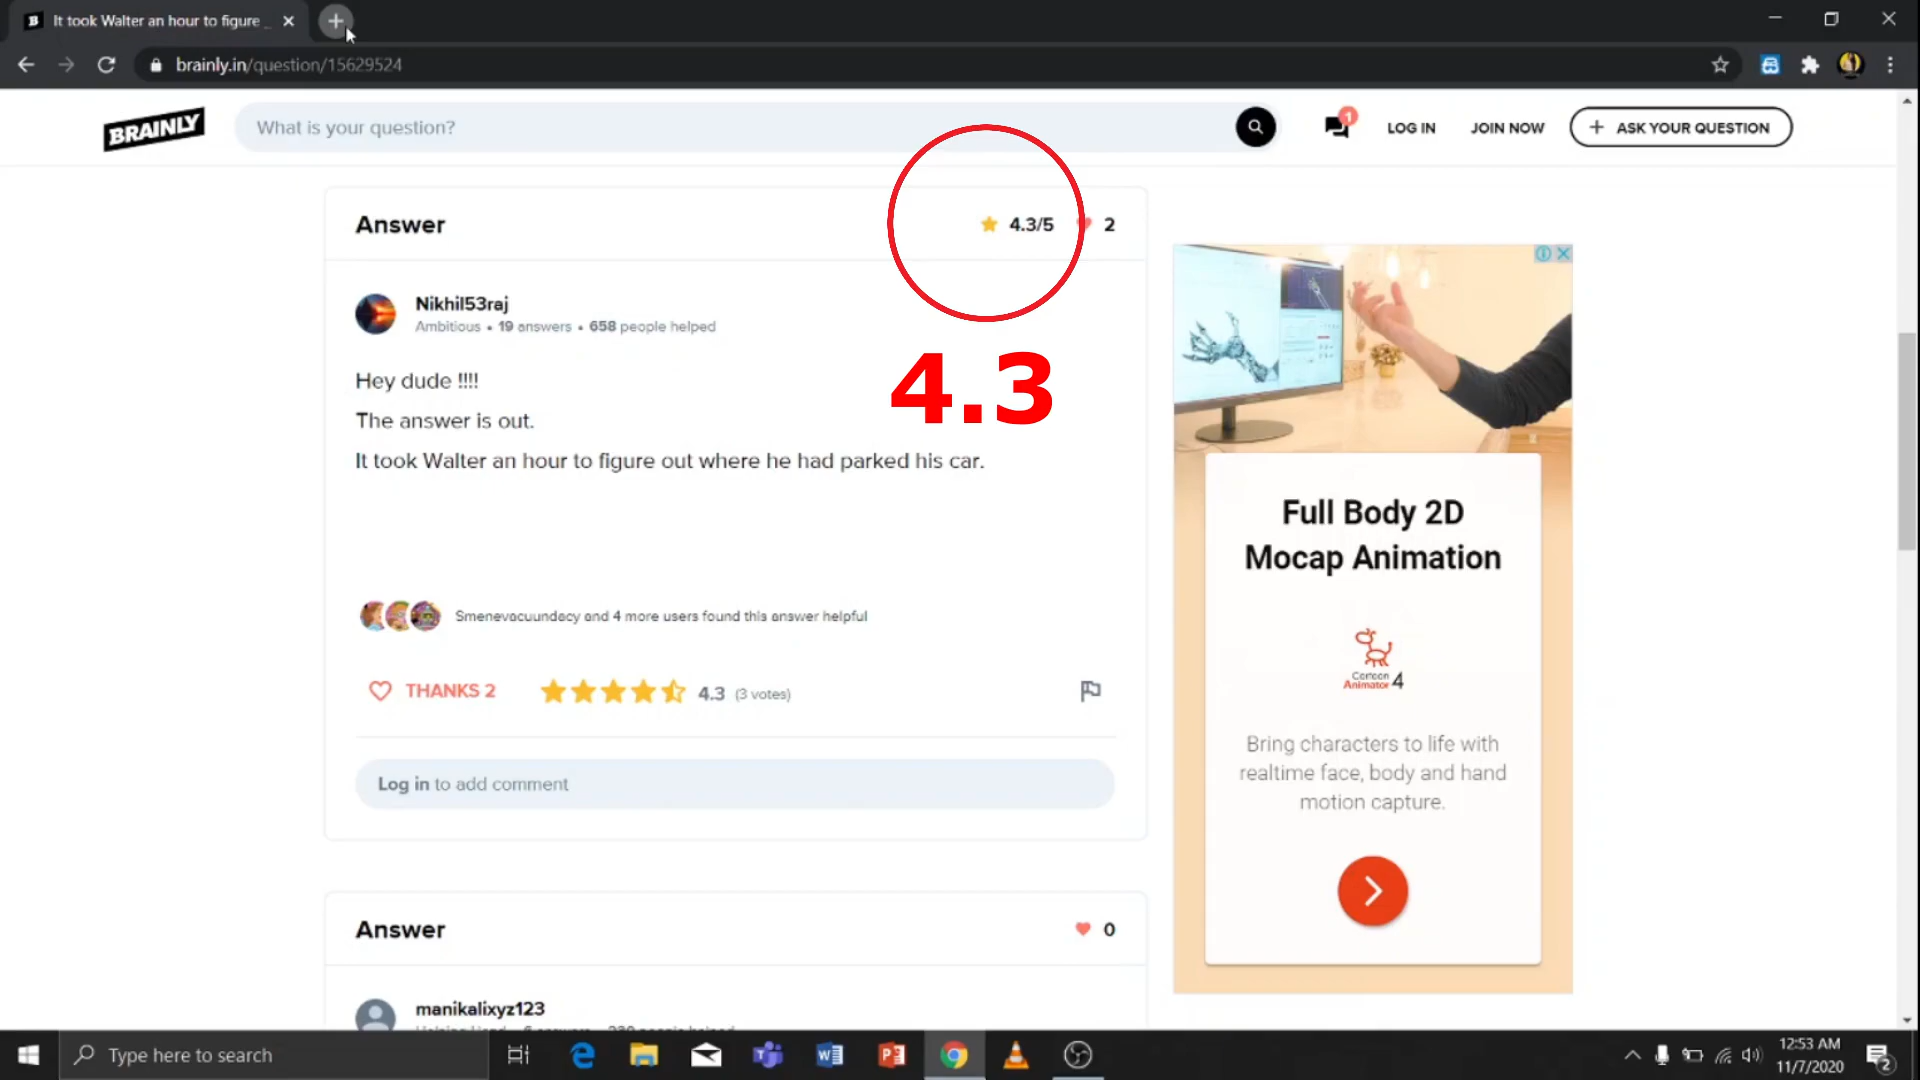 It took Walter an hour to figure _
brainly.in/question/15629524
BRAINLY
What is your question?
1
LOG IN
JOIN NOW
+ ASK YOUR QUESTION
Answer
4.3/5
2
Nikhil53raj
Ambitious • 19 answers • 658 people helped
4.3
Hey dude !!!!
The answer is out.
It took Walter an hour to figure out where he had parked his car.
Smenevacuundacy and 4 more users found this answer helpful
THANKS 2
4.3 (3 votes)
Log in to add comment
Answer
0
manikalixyz123
Full Body 2D
Mocap Animation
Cartoon
Animator 4
Bring characters to life with
realtime face, body and hand
motion capture.
Type here to search
12:53 AM
11/7/2020
2